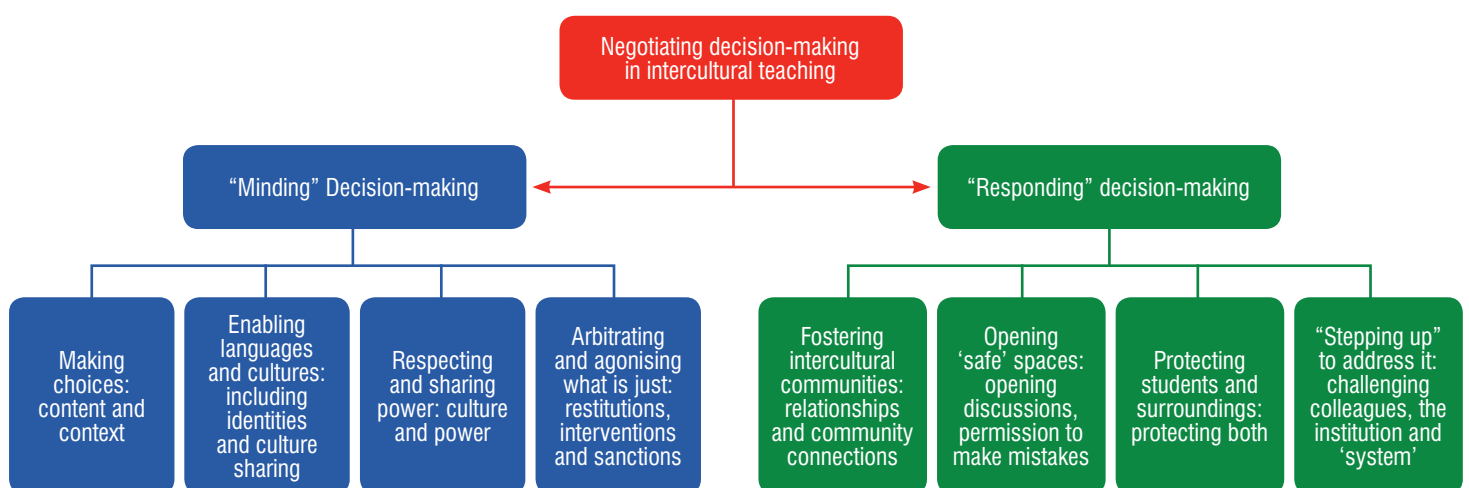 Negotiating decision-making
in intercultural teaching
“Minding” Decision-making
“Responding” decision-making
Making
choices:
content and
context
Enabling
languages
and cultures:
including
identities
and culture
sharing
Respecting
and sharing
power: culture
and power
Arbitrating
and agonising
what is just:
restitutions,
interventions
and sanctions
Fostering
intercultural
communities:
relationships
and community
connections
Opening
‘safe’ spaces:
opening
discussions,
permission to
make mistakes
Protecting
students and
surroundings:
protecting both
“Stepping up”
to address it:
challenging
colleagues, the
institution and
‘system’